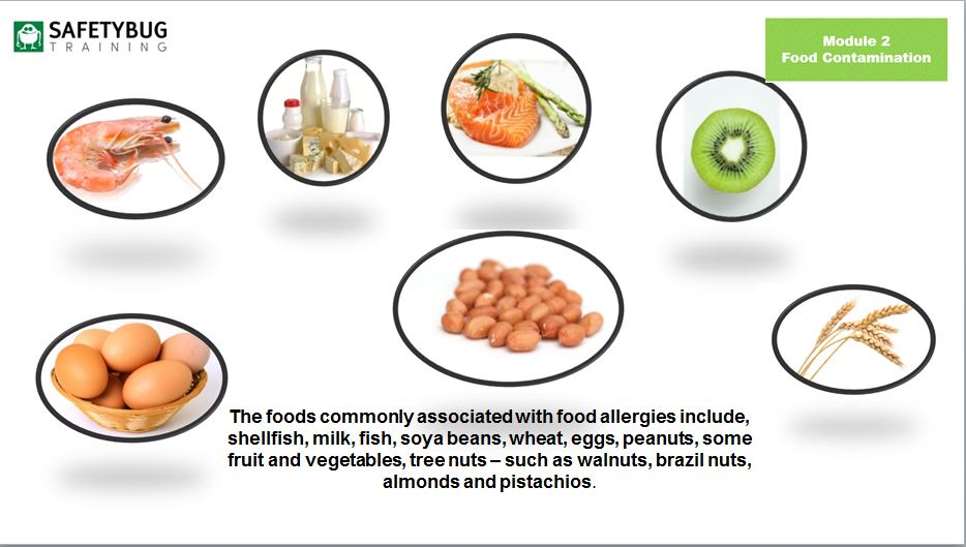 SAFETYBUG
TRAINING
Module 2
Food Contamination
The foods commonly associated with food allergies include,
shellfish, milk, fish, soya beans, wheat, eggs, peanuts, some
fruit and vegetables, tree nuts – such as walnuts, brazil nuts,
almonds and pistachios.